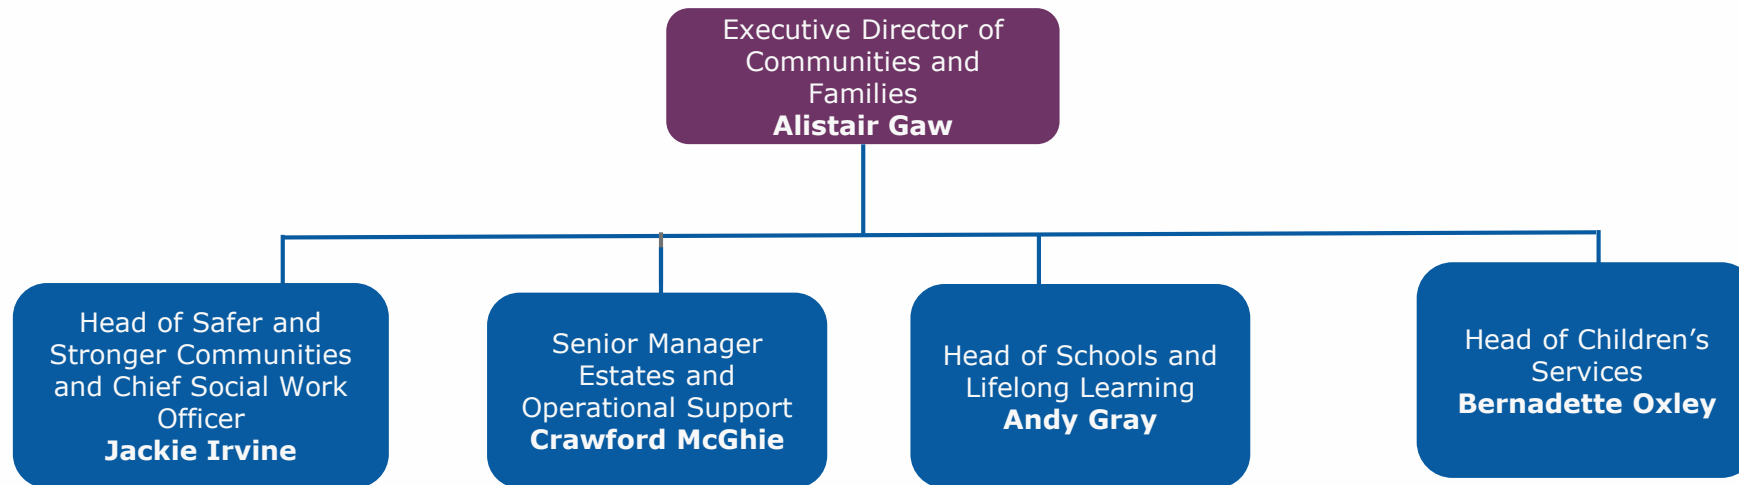 Executive Director of
Communities and
Families
Alistair Gaw
Head of Safer and
Stronger Communities
and Chief Social Work
Officer
Jackie Irvine
Senior Manager
Estates and
Operational Support
Crawford McGhie
Head of Schools and
Lifelong Learning
Andy Gray
Head of Children’s
Services
Bernadette Oxley